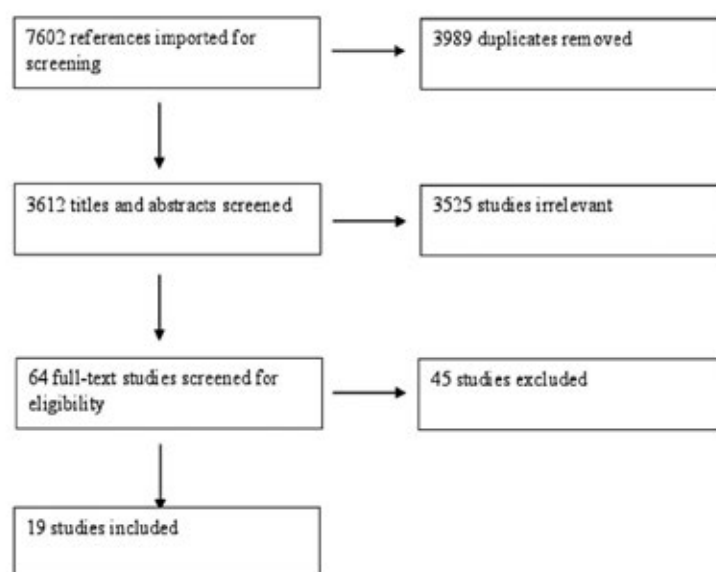 7602 references imported for
screening
3989 duplicates removed
3612 titles and abstracts screened
3525 studies irrelevant
64 full-text studies screened for
eligibility
45 studies excluded
19 studies included